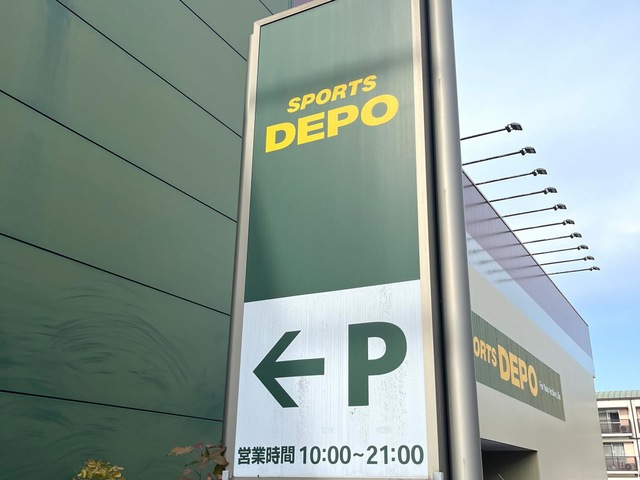 SPORTS
DEPO
← P
営業時間 10:00~21:00
SPORTS DEPO